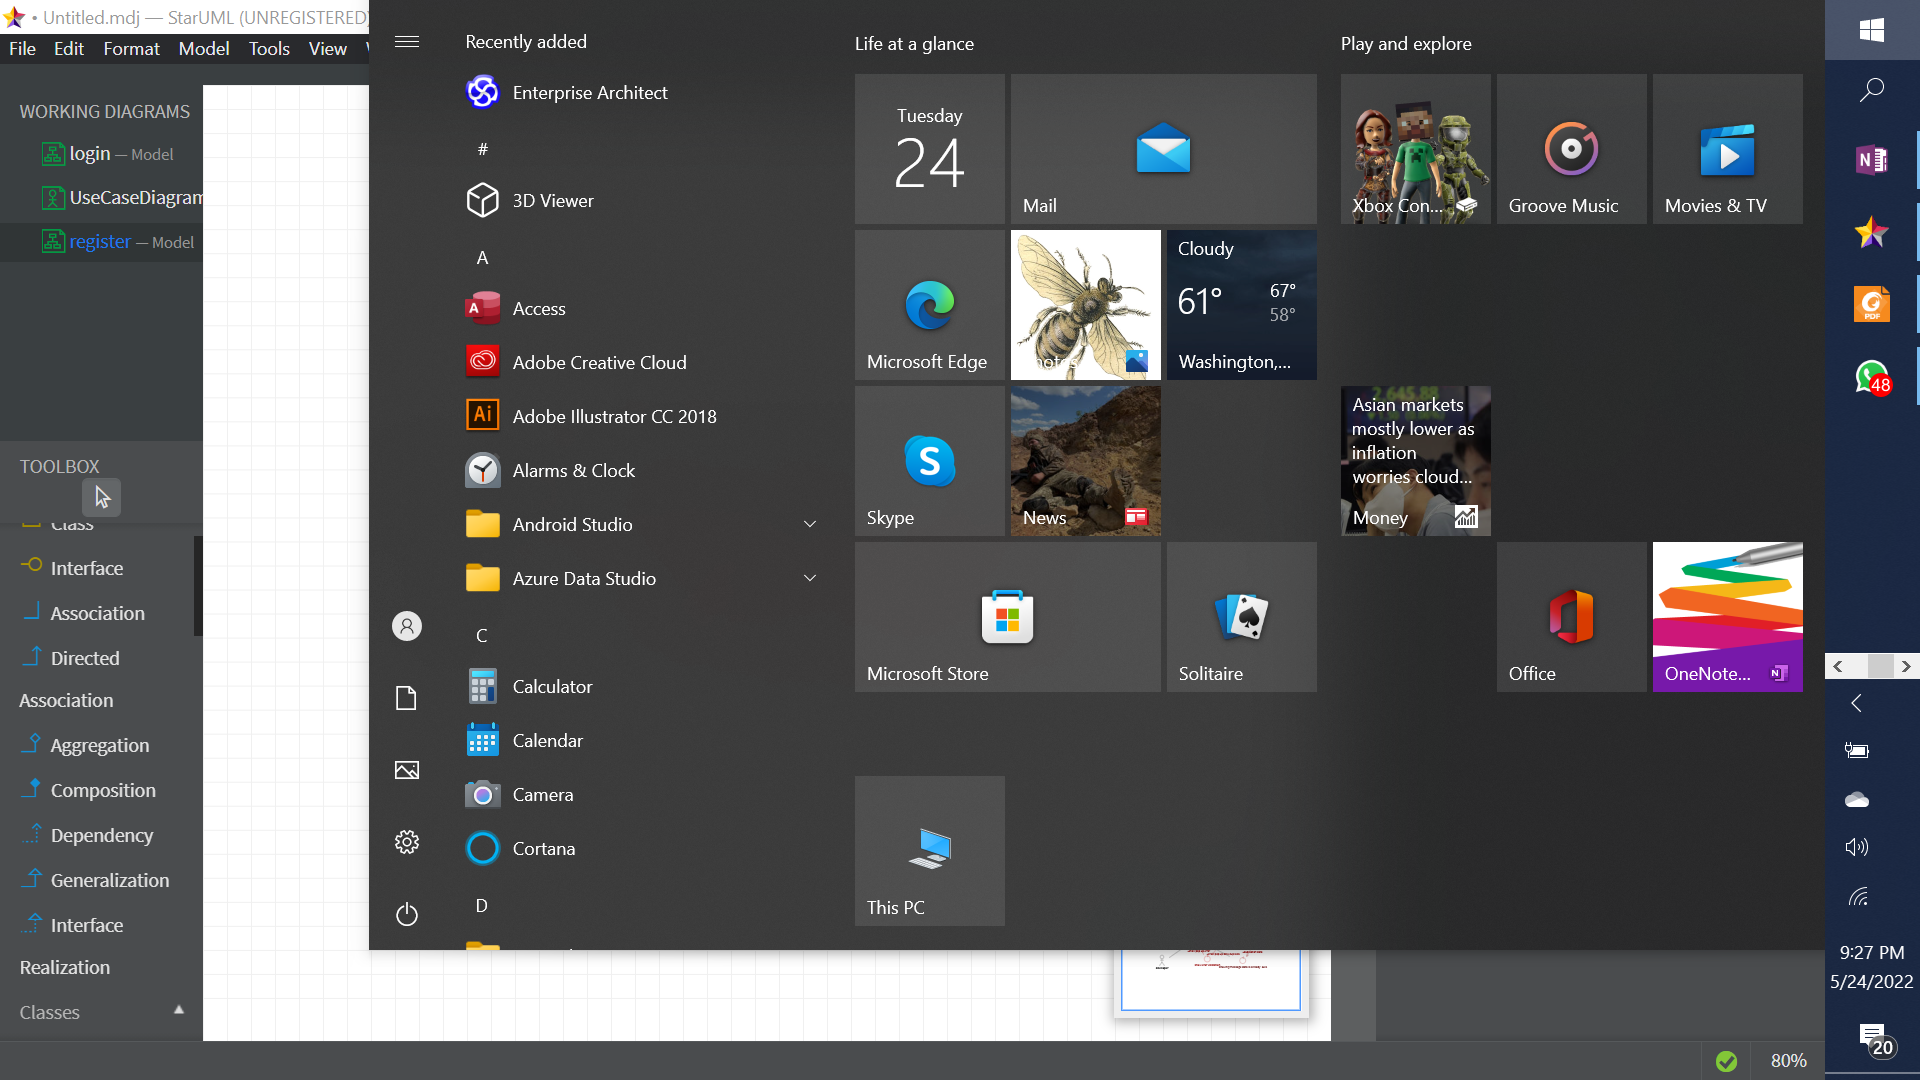 • Untitled.mdj — StarUML (UNREGISTERED)
File Edit Format Model Tools View
WORKING DIAGRAMS
login — Model
UseCaseDiagram
register — Model
TOOLBOX
Class
Interface
Association
Directed
Association
Aggregation
Composition
Dependency
Generalization
Interface
Realization
Classes
Recently added
Enterprise Architect
#
3D Viewer
A
Access
Adobe Creative Cloud
Ai
Adobe Illustrator CC 2018
Alarms & Clock
Android Studio
Azure Data Studio
C
Calculator
Calendar
Camera
Cortana
D
Life at a glance
Tuesday
24
Mail
Microsoft Edge
Photos
Cloudy
61° 67°
58°
Washington,...
Skype
News
Microsoft Store
Solitaire
This PC
Play and explore
Xbox Con...
Groove Music
Movies & TV
Asian markets
mostly lower as
inflation
worries cloud...
Money
Office
OneNote...
N
PDF
48
9:27 PM
5/24/2022
20
80%